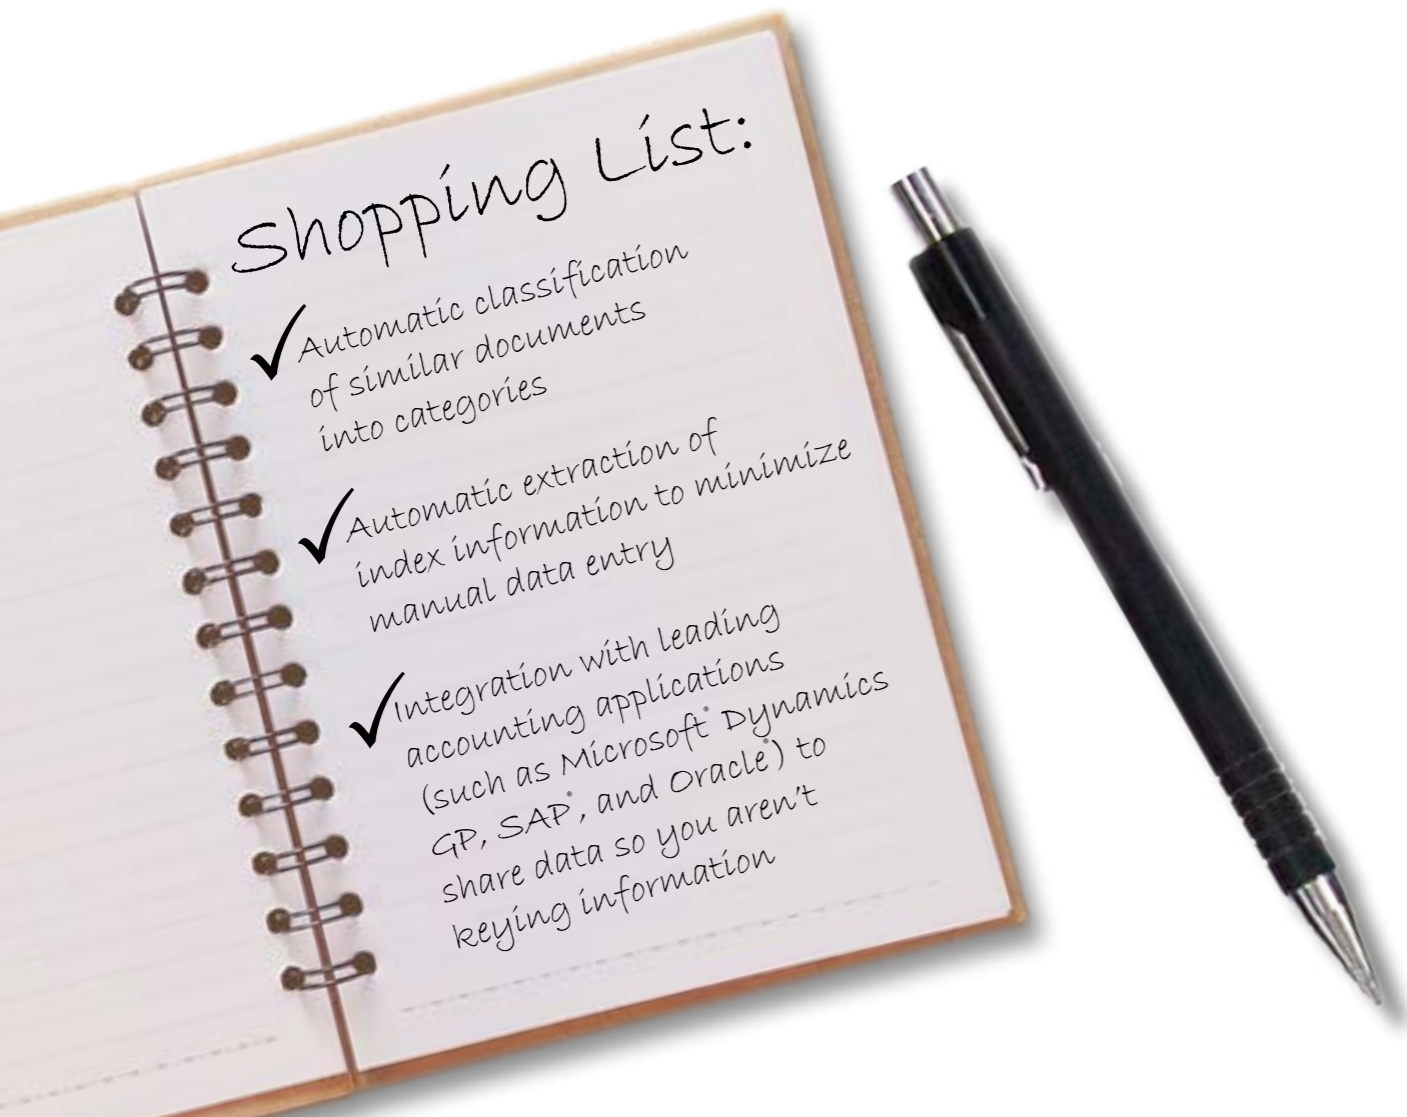 Shopping List:
✓ Automatic classification
of similar documents
into categories
✓ Automatic extraction of
index information to minimize
manual data entry
✓ Integration with leading
accounting applications
(such as Microsoft® Dynamics
GP, SAP®, and Oracle®) to
share data so you aren't
keying information